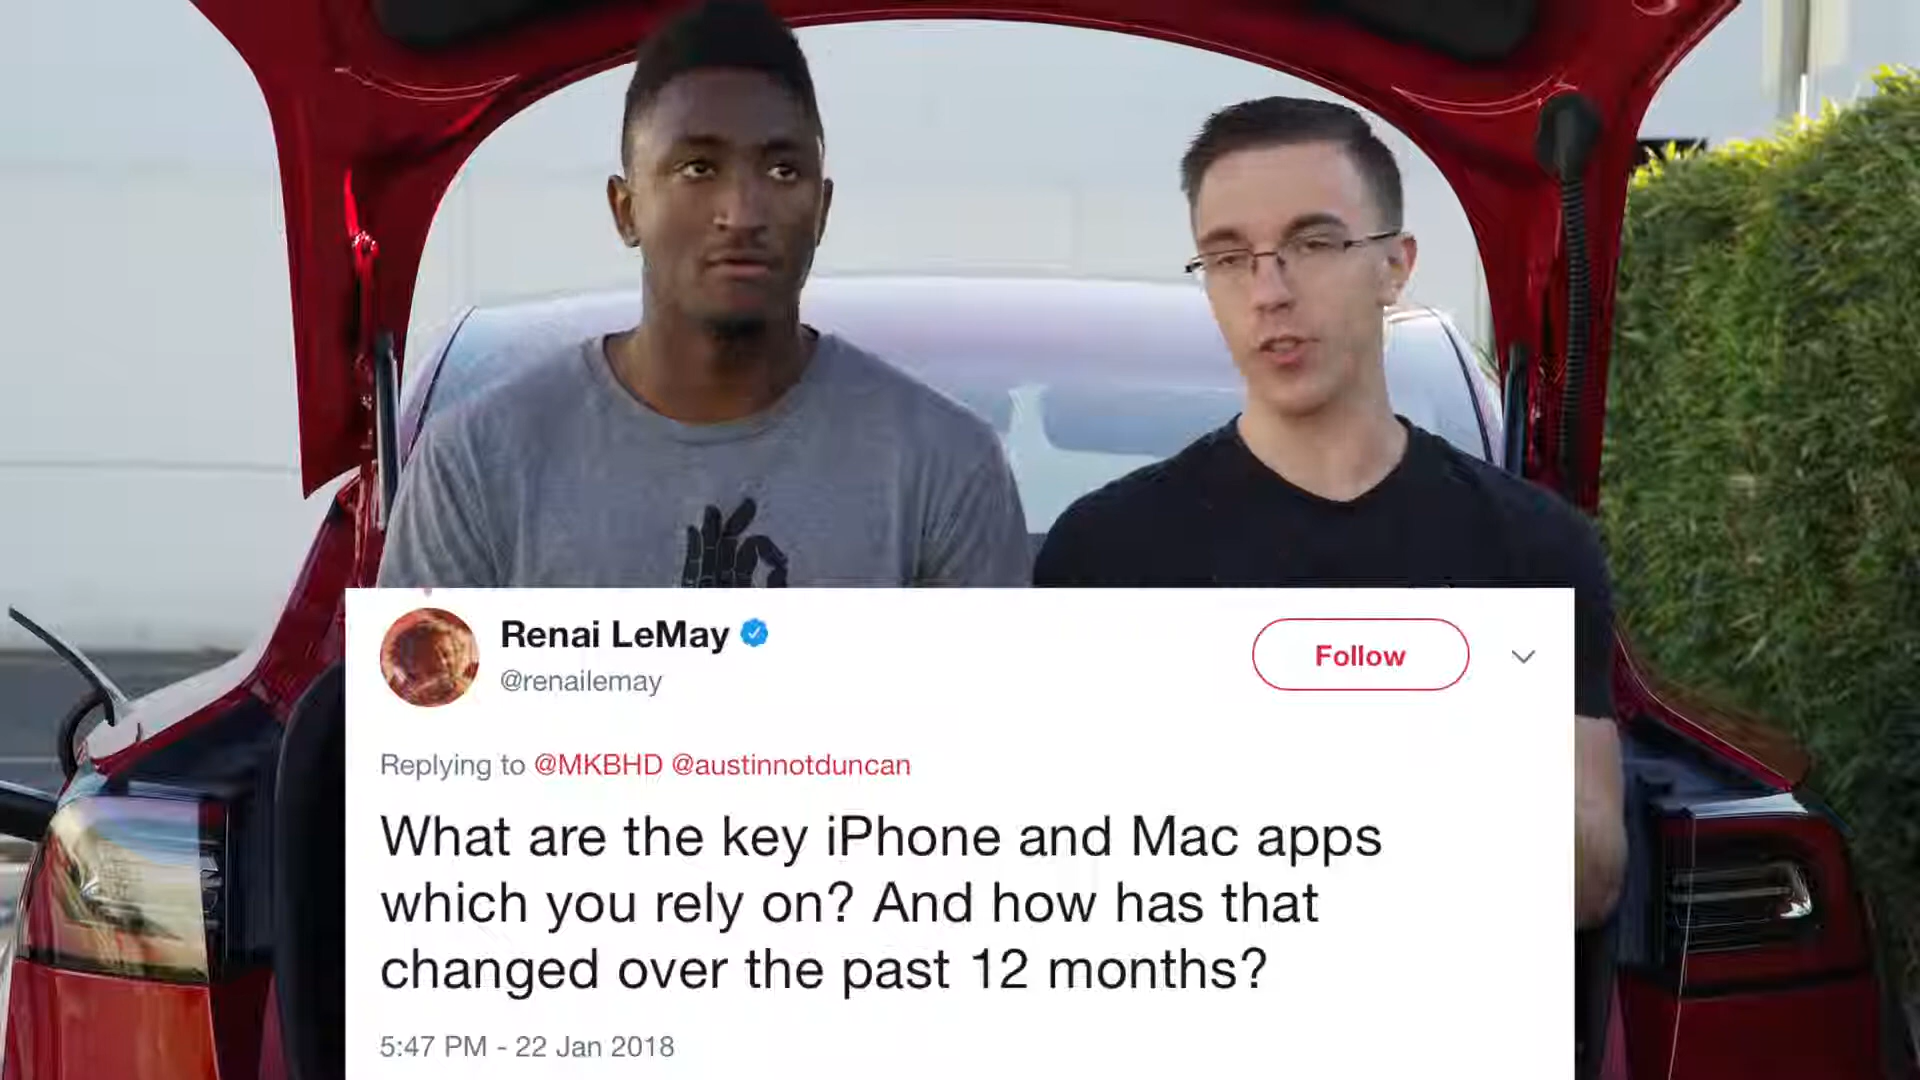 Renai LeMay
@renailemay
Follow
Replying to @MKBHD @austinnotduncan
What are the key iPhone and Mac apps
which you rely on? And how has that
changed over the past 12 months?
5:47 PM - 22 Jan 2018